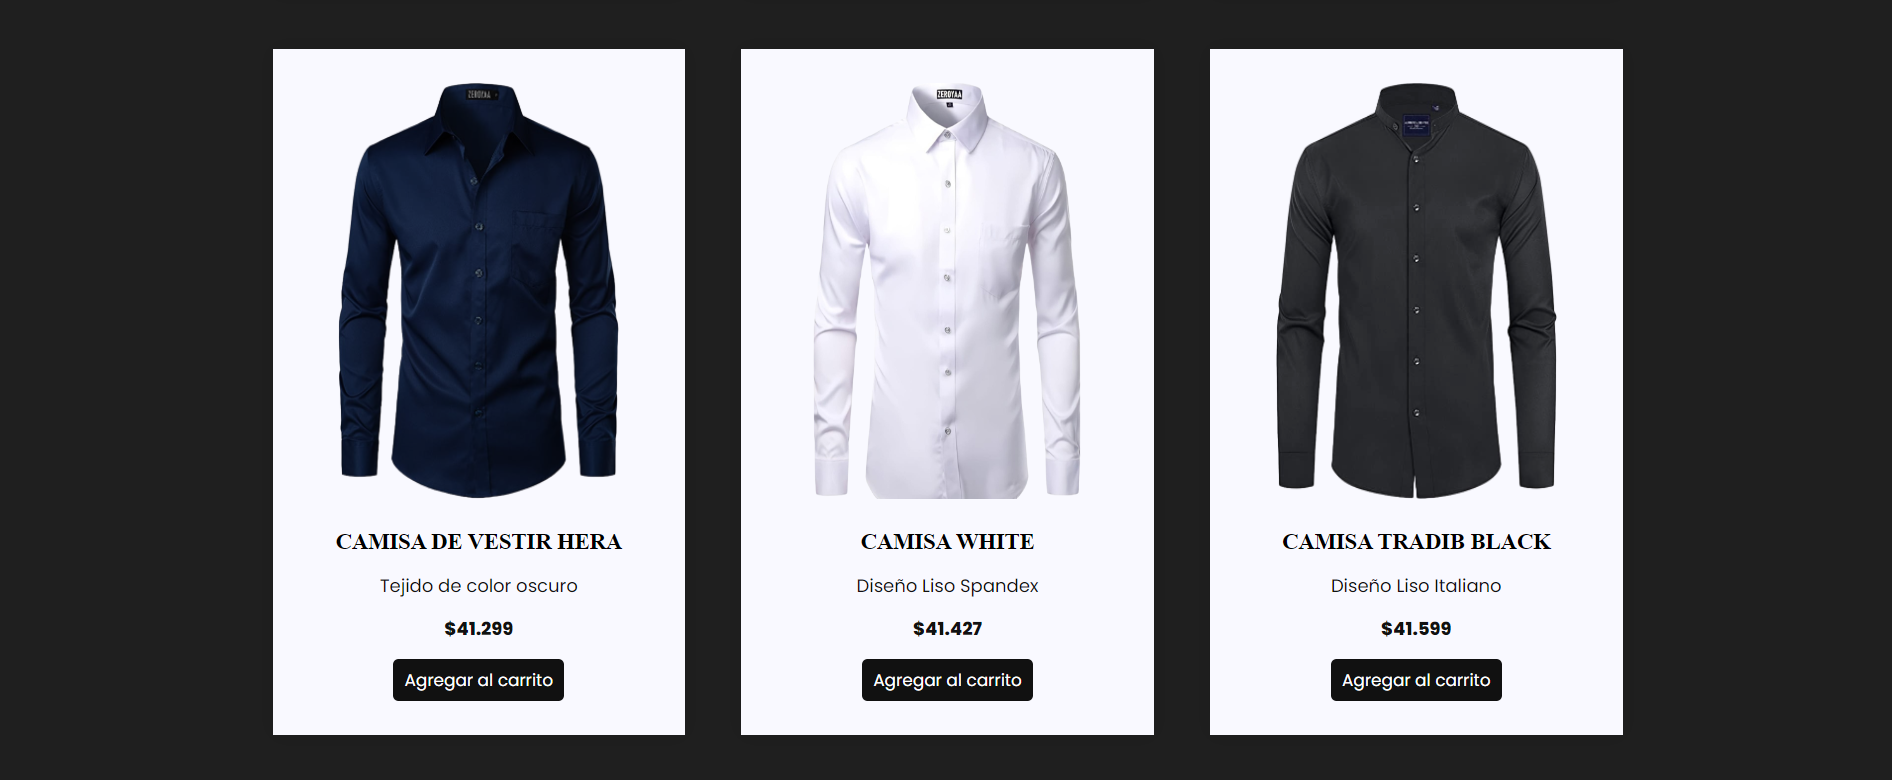 ZEROYAA
ZEROYAA
CAMISA DE VESTIR HERA
Tejido de color oscuro
$41.299
Agregar al carrito
CAMISA WHITE
Diseño Liso Spandex
$41.427
Agregar al carrito
CAMISA TRADIB BLACK
Diseño Liso Italiano
$41.599
Agregar al carrito